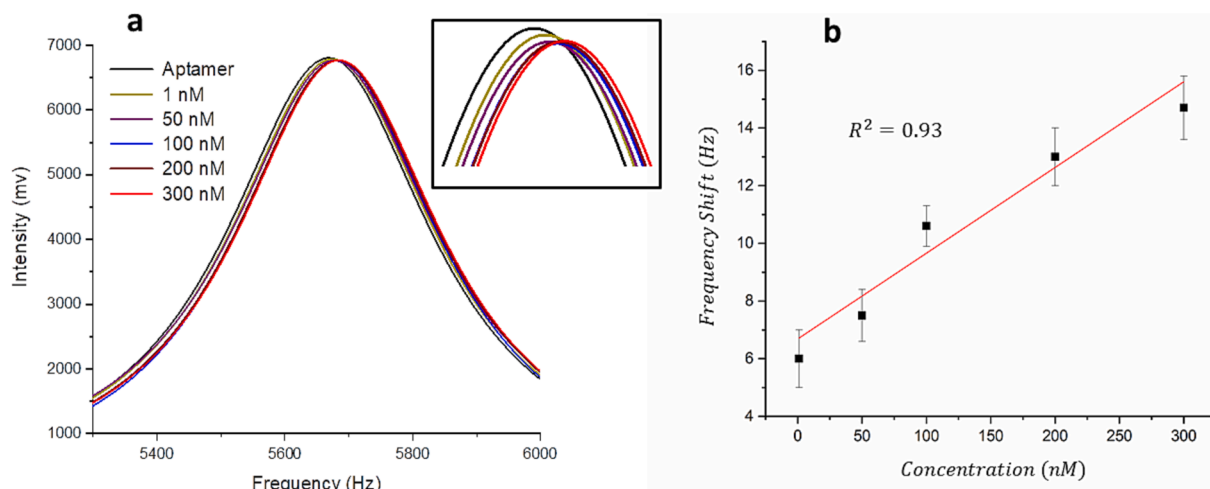 a
7000
6000
5000
4000
3000
2000
1000
Intensity (mv)
Aptamer
1 nM
50 nM
100 nM
200 nM
300 nM
5400
5600
5800
6000
Frequency (Hz)
b
16
14
12
10
8
6
4
Frequency Shift (Hz)
R² = 0.93
0
50
100
150
200
250
300
Concentration (nM)